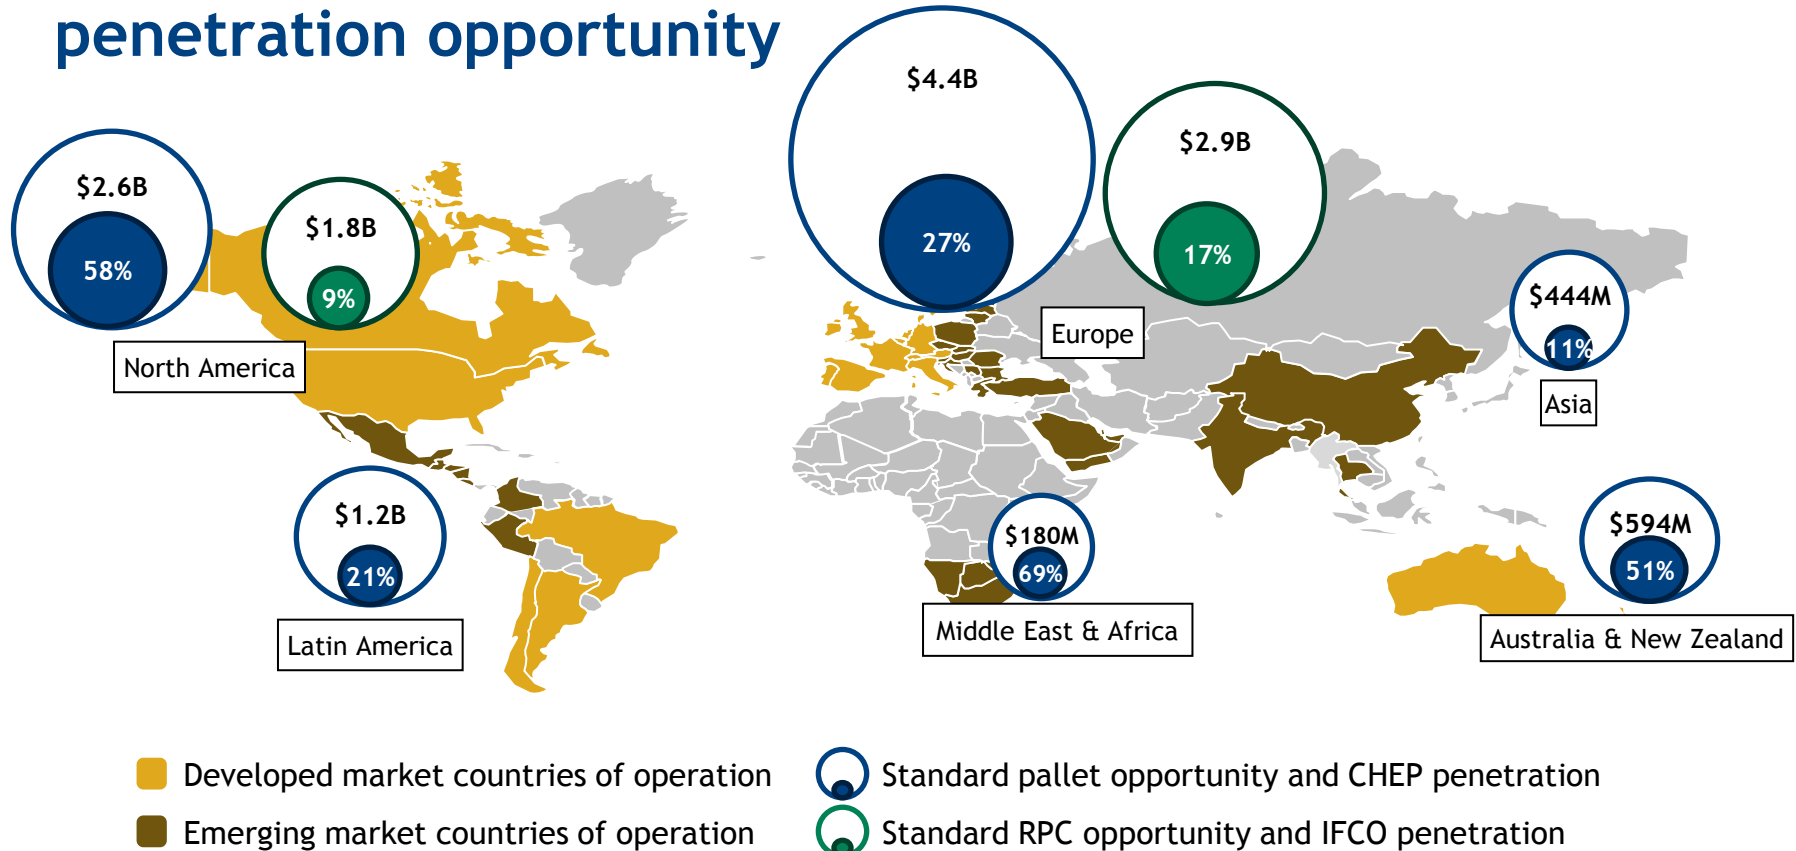 penetration opportunity
$4.4B
27%
$2.9B
17%
Europe
$2.6B
58%
$1.8B
9%
North America
$444M
11%
Asia
$1.2B
21%
Latin America
$180M
69%
Middle East & Africa
$594M
51%
Australia & New Zealand
Developed market countries of operation
Standard pallet opportunity and CHEP penetration
Emerging market countries of operation
Standard RPC opportunity and IFCO penetration